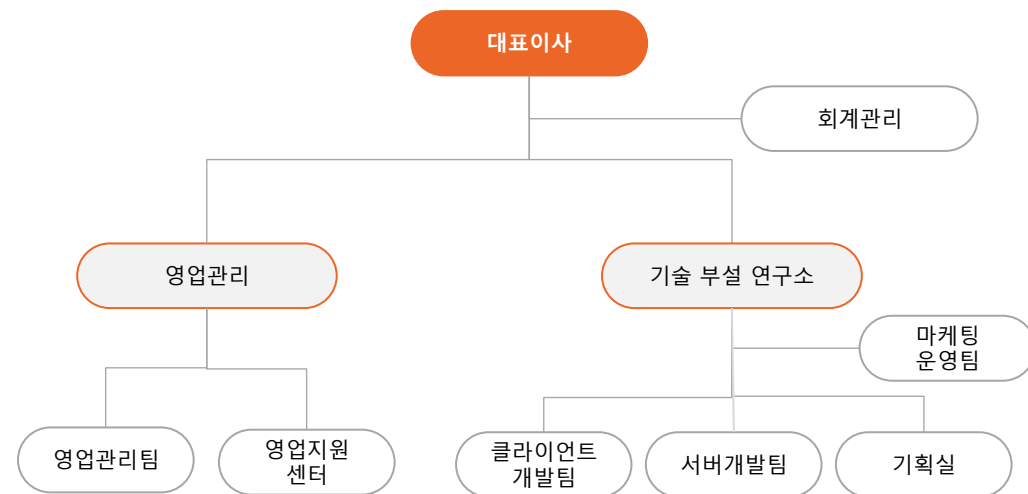 대표이사
회계관리
영업관리
기술 부설 연구소
마케팅
운영팀
영업관리팀
영업지원
센터
클라이언트
개발팀
서버개발팀
기획실